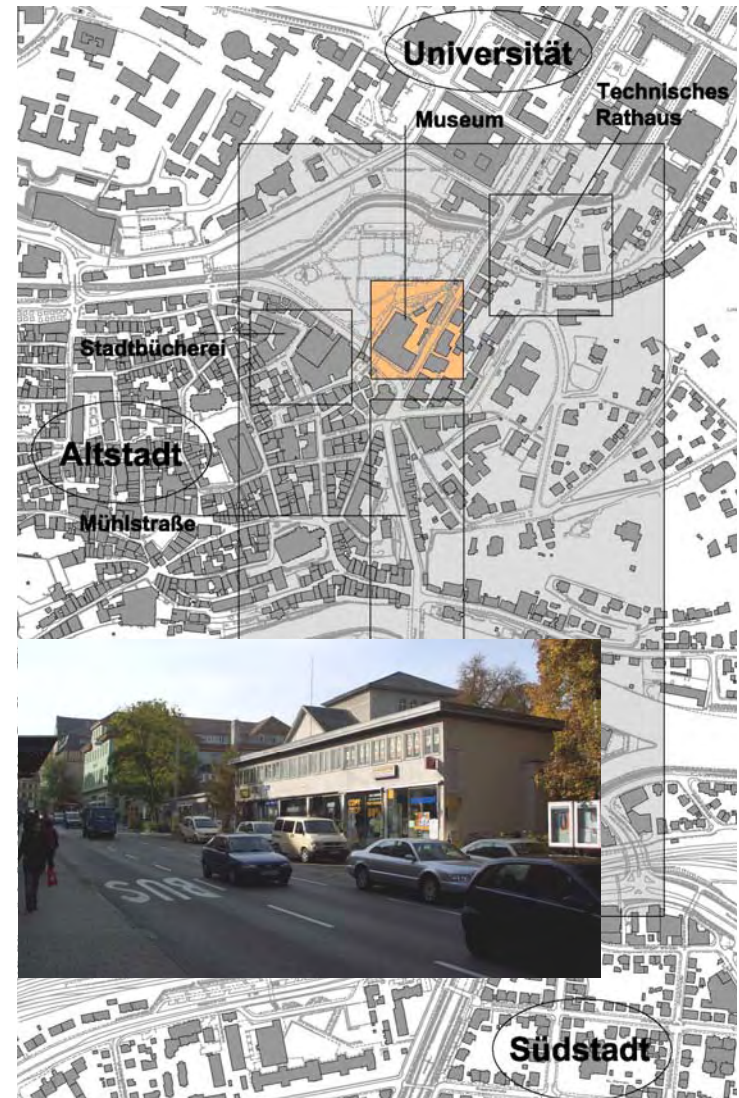 Universität
Technisches
Rathaus
Museum
Stadtbücherei
Altstadt
Mühlstraße
BUS
Südstadt